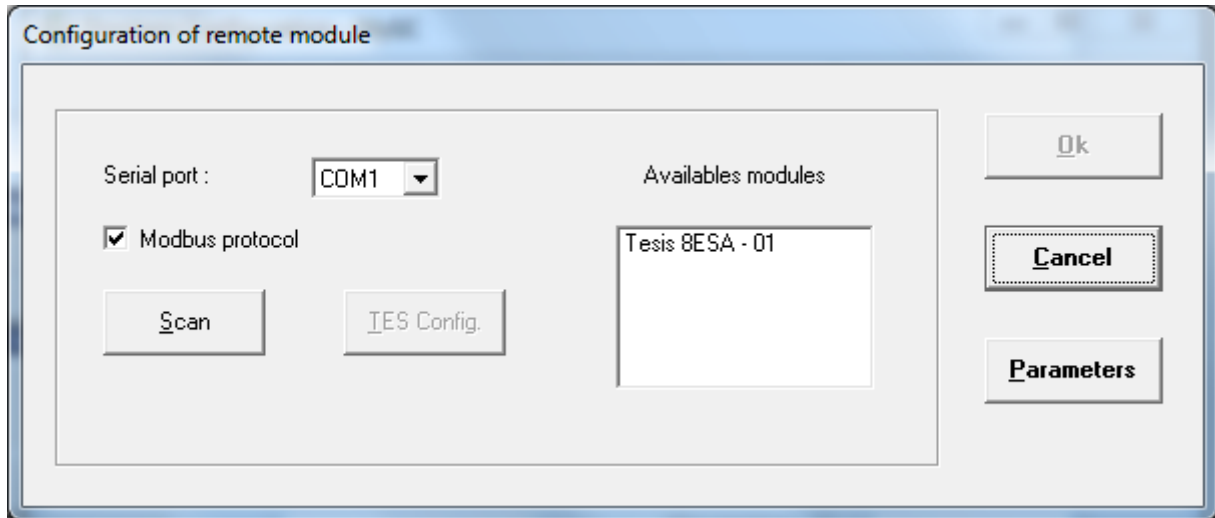 Configuration of remote module
Serial port :
COM1
Modbus protocol
Scan
TES Config.
Availables modules
Tesis 8ESA - 01
Ok
Cancel
Parameters